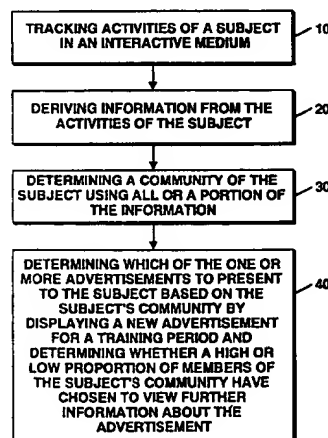 TRACKING ACTIVITIES OF A SUBJECT
IN AN INTERACTIVE MEDIUM
10
DERIVING INFORMATION FROM THE
ACTIVITIES OF THE SUBJECT
20
DETERMINING A COMMUNITY OF THE
SUBJECT USING ALL OR A PORTION OF
THE INFORMATION
30
DETERMINING WHICH OF THE ONE OR
MORE ADVERTISEMENTS TO PRESENT
TO THE SUBJECT BASED ON THE
SUBJECT'S COMMUNITY BY
DISPLAYING A NEW ADVERTISEMENT
FOR A TRAINING PERIOD AND
DETERMINING WHETHER A HIGH OR
LOW PROPORTION OF MEMBERS OF
THE SUBJECT'S COMMUNITY HAVE
CHOSEN TO VIEW FURTHER
INFORMATION ABOUT THE
ADVERTISEMENT
40